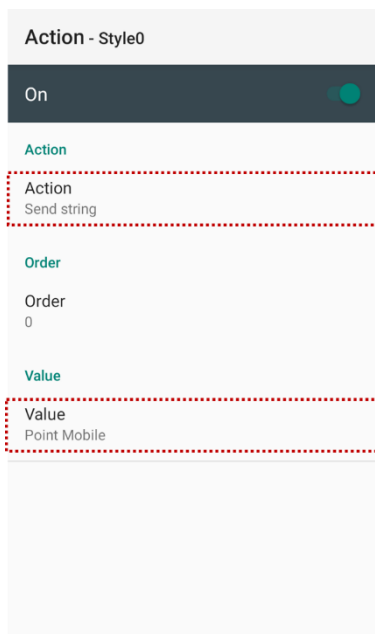 Action - Style0
On
Action
Action
Send string
Order
Order
0
Value
Value
Point Mobile